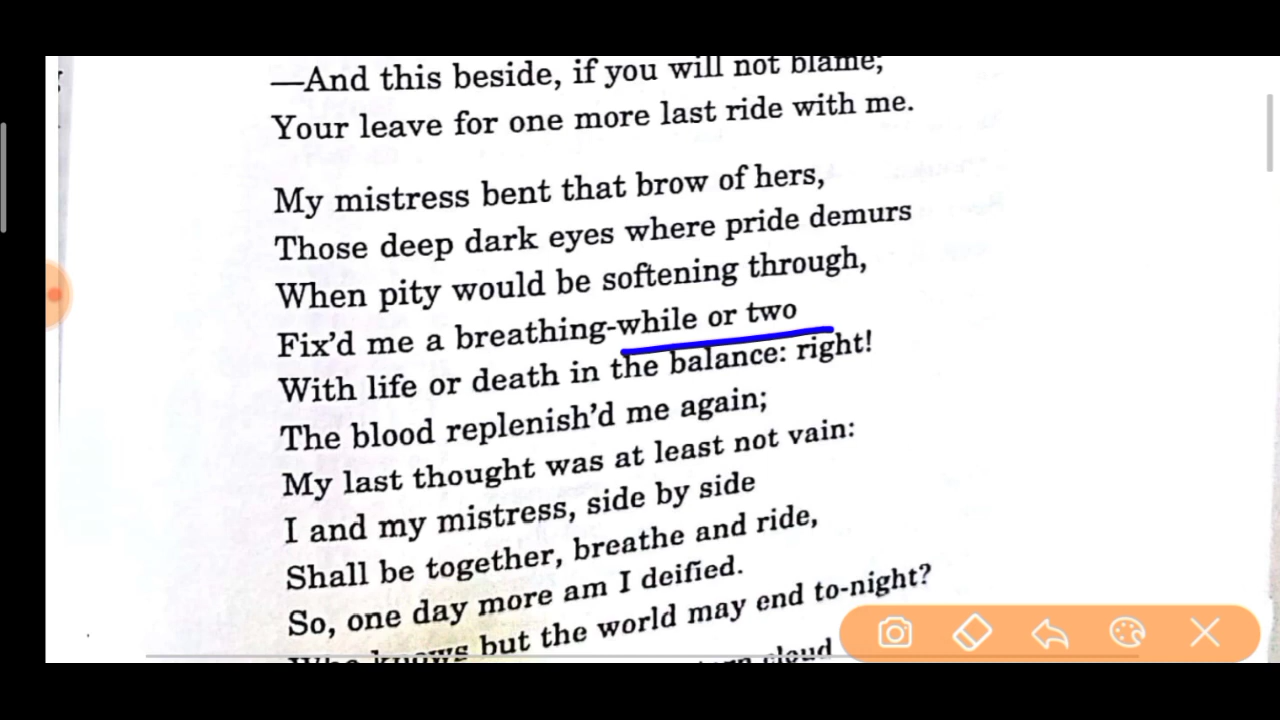 —And this beside, if you will not blame;
Your leave for one more last ride with me.
My mistress bent that brow of hers,
Those deep dark eyes where pride demurs
When pity would be softening through,
Fix'd me a breathing-while or two
With life or death in the balance: right!
The blood replenish'd me again;
My last thought was at least not vain:
I and my mistress, side by side
Shall be together, breathe and ride,
So, one day more am I deified.
Who knows but the world may end to-night?
cloud